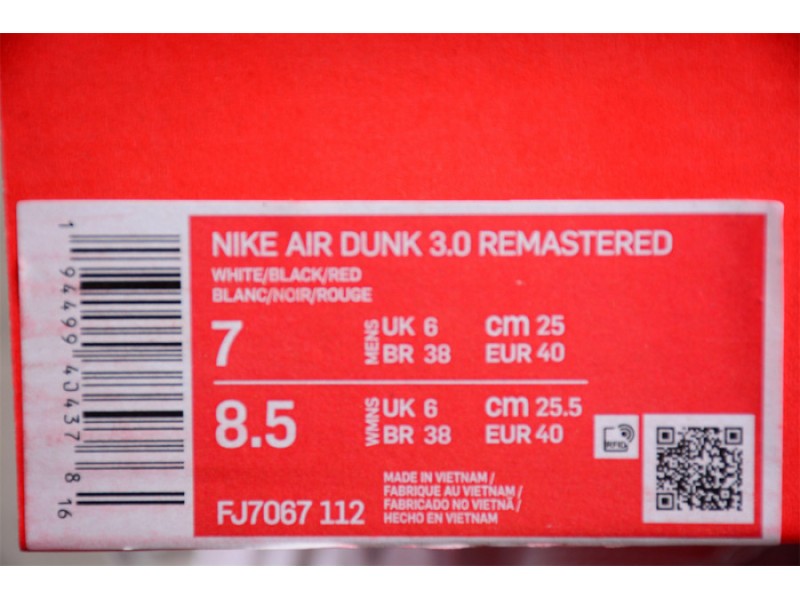 NIKE AIR DUNK 3.0 REMASTERED
WHITE/BLACK/RED
BLANC/NOIR/ROUGE
7 MENS UK 6 cm 25
BR 38 EUR 40
8.5 WMNS UK 6 cm 25.5
BR 38 EUR 40
RFID
FJ7067 112
MADE IN VIETNAM /
FABRIQUE AU VIETNAM /
FABRICADO NO VIETNÃ /
HECHO EN VIETNAM
1 94499 40437 8 16